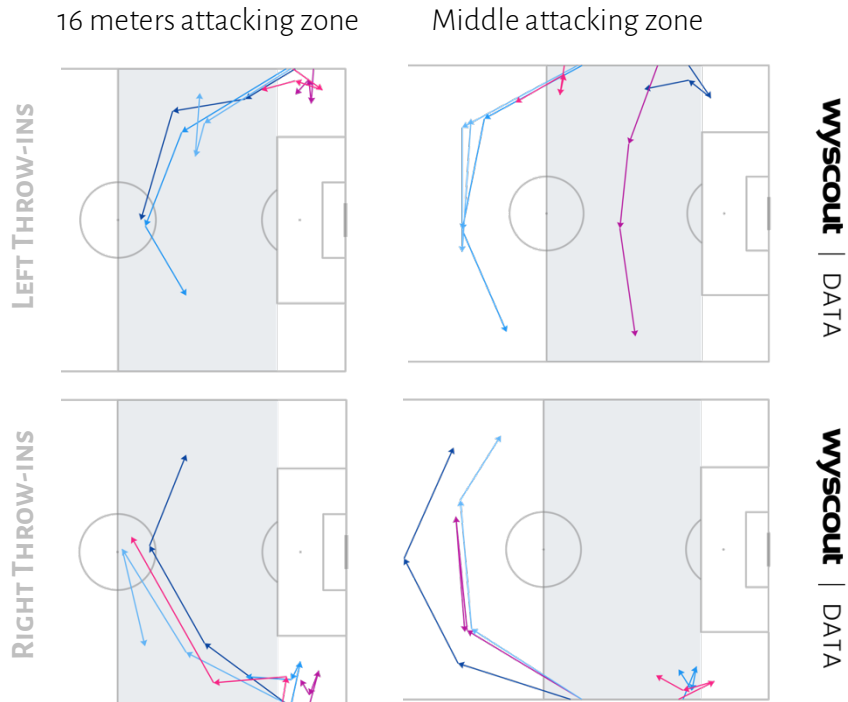 16 meters attacking zone
Middle attacking zone
LEFT THROW-INS
wyscout | DATA
RIGHT THROW-INS
wyscout | DATA